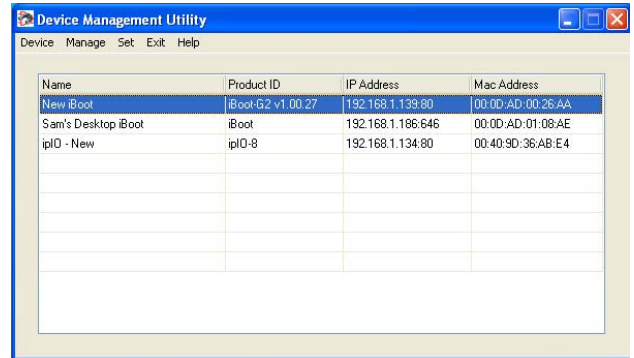 Device Management Utility
Device Manage Set Exit Help
Name Product ID IP Address Mac Address
New iBoot iBoot-G2 v1.00.27 192.168.1.139:80 00:0D:AD:00:26:AA
Sam's Desktop iBoot iBoot 192.168.1.186:646 00:0D:AD:01:08:AE
ipIO - New ipIO-8 192.168.1.134:80 00:40:9D:36:AB:E4